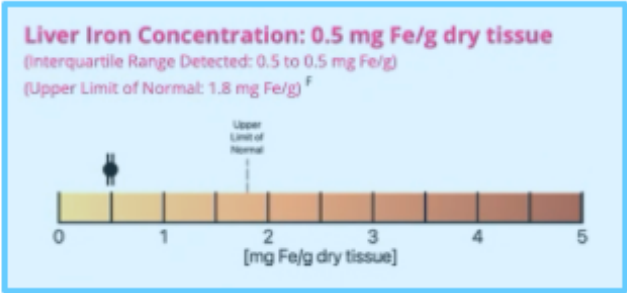 Liver Iron Concentration: 0.5 mg Fe/g dry tissue
(Interquartile Range Detected: 0.5 to 0.5 mg Fe/g)
(Upper Limit of Normal: 1.8 mg Fe/g) F
Upper
Limit of
Normal
0 1 2 3 4 5
[mg Fe/g dry tissue]